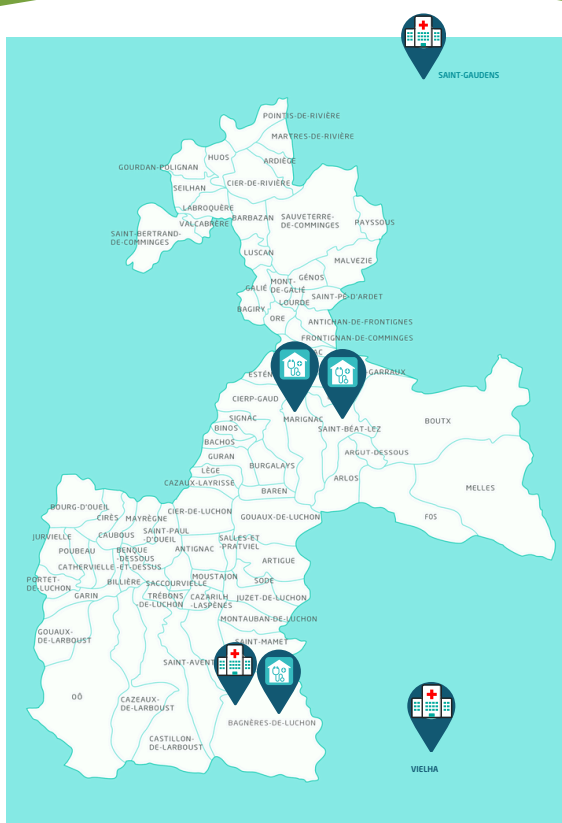 SAINT-GAUDENS
POINTIS-DE-RIVIÈRE
MARTRES-DE-RIVIÈRE
HUOS
ARDIÈGE
GOURDAN-POLIGNAN
CIER-DE-RIVIÈRE
SEILHAN
LABROQUÈRE
BARBAZAN
SAUVETERRE-
DE-COMMINGES
PAYSSOUS
VALCABRÈRE
SAINT-BERTRAND-
DE-COMMINGES
LUSCAN
MALVEZIE
GÉNOS
MONT-
DE-GALIÉ
GALIÉ
SAINT-PÉ-D'ARDET
LOURDE
BAGIRY
ORE
ANTICHAN-DE-FRONTIGNES
FRONTIGNAN-DE-COMMINGES
-GARRAUX
CIERP-GAUD
SIGNAC
MARIGNAC
BOUTX
BINOS
SAINT-BÉAT-LEZ
BACHOS
GURAN
ARGUT-DESSOUS
LÈGE
BURGALAYS
CAZAUX-LAYRISSE
ARLOS
BAREN
MELLES
BOURG-D'OUEIL
CIRÈS
MAYRÈGNE
CIER-DE-LUCHON
GOUAUX-DE-LUCHON
FOS
JURVIELLE
CAUBOUS
SAINT-PAUL
-D'OUEIL
SALLES-ET
-PRATVIEL
POUBEAU
BENQUE
-DESSOUS
-ET-DESSUS
ANTIGNAC
ARTIGUE
CATHERVIELLE
PORTET-
DE-LUCHON
BILLIÈRE
SACCOURVIELLE
MOUSTAJON
SODE
GARIN
TRÉBONS
-DE-LUCHON
CAZARILH
-LASPÈNES
JUZET-DE-LUCHON
MONTAUBAN-DE-LUCHON
GOUAUX-
DE-LARBOUST
SAINT-MAMET
SAINT-AVENT
OÔ
CAZEAUX-
DE-LARBOUST
BAGNÈRES-DE-LUCHON
CASTILLON-
DE-LARBOUST
VIELHA